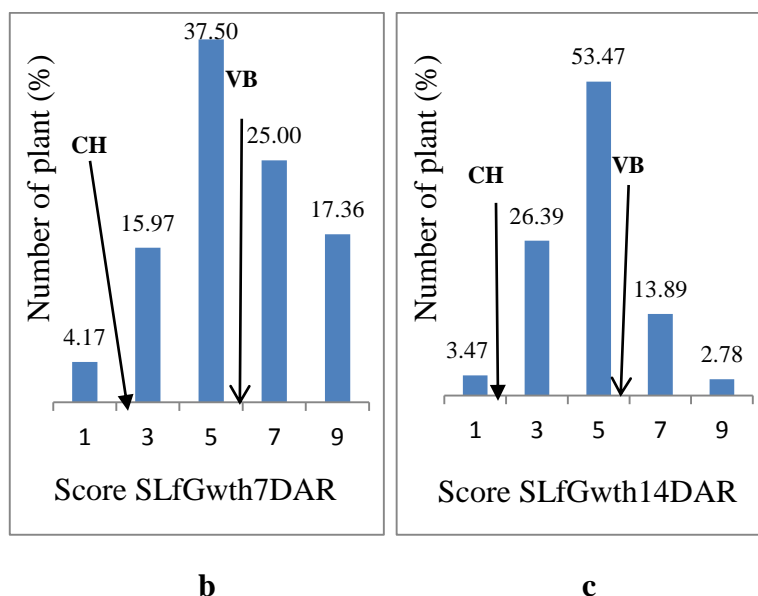 37.50
VB
25.00
CH
15.97
17.36
4.17
Number of plant (%)
1 3 5 7 9
Score SLfGwth7DAR
b
53.47
VB
CH
26.39
13.89
3.47
2.78
Number of plant (%)
1 3 5 7 9
Score SLfGwth14DAR
c